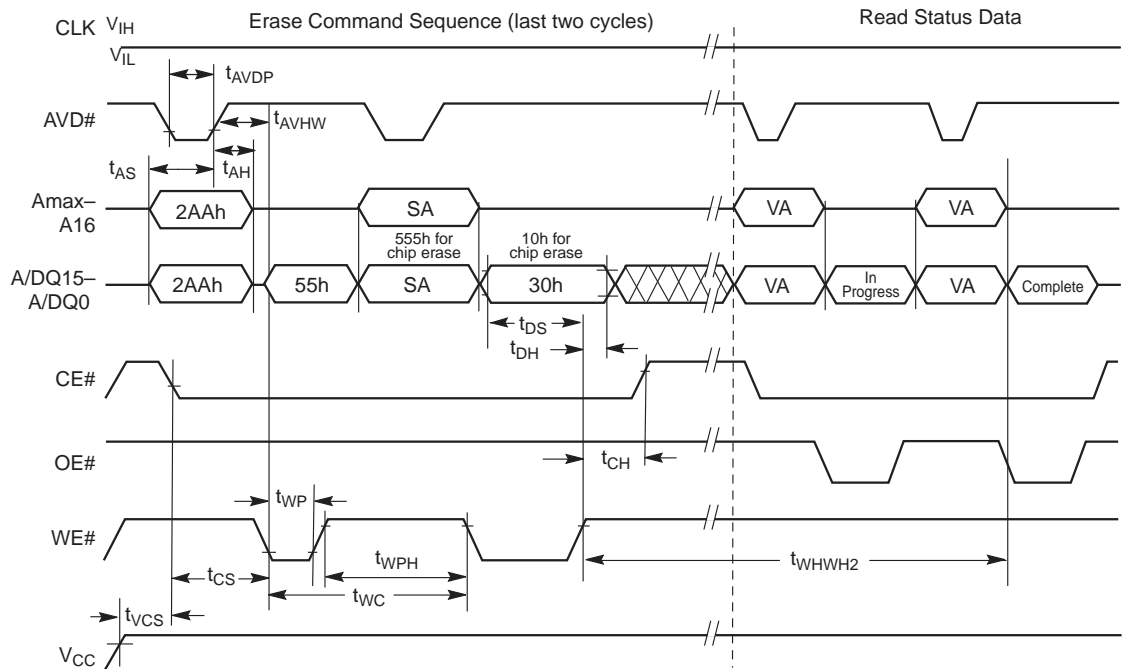 Erase Command Sequence (last two cycles)
Read Status Data
CLK
VIH
VIL
tAVDP
AVD#
tAVHW
tAS
tAH
Amax–
A16
2AAh
SA
VA
VA
555h for
chip erase
10h for
chip erase
A/DQ15–
A/DQ0
2AAh
55h
SA
30h
VA
In
Progress
VA
Complete
tDS
tDH
CE#
OE#
tCH
tWP
WE#
tWPH
tWHWH2
tCS
tWC
tVCS
VCC